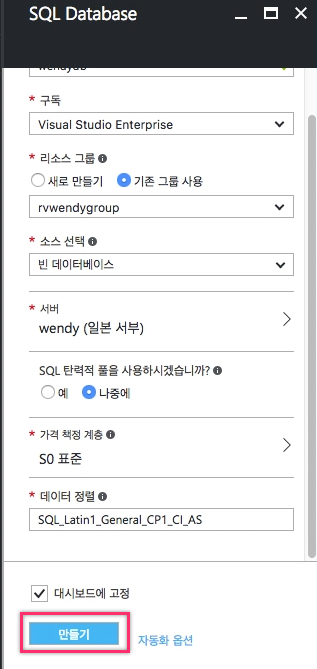 SQL Database
wendydb
* 구독
Visual Studio Enterprise
* 리소스 그룹
새로 만들기 기존 그룹 사용
rvwendygroup
* 소스 선택
빈 데이터베이스
* 서버
wendy (일본 서부)
SQL 탄력적 풀을 사용하시겠습니까?
예 나중에
* 가격 책정 계층
S0 표준
* 데이터 정렬
SQL_Latin1_General_CP1_CI_AS
대시보드에 고정
만들기 자동화 옵션